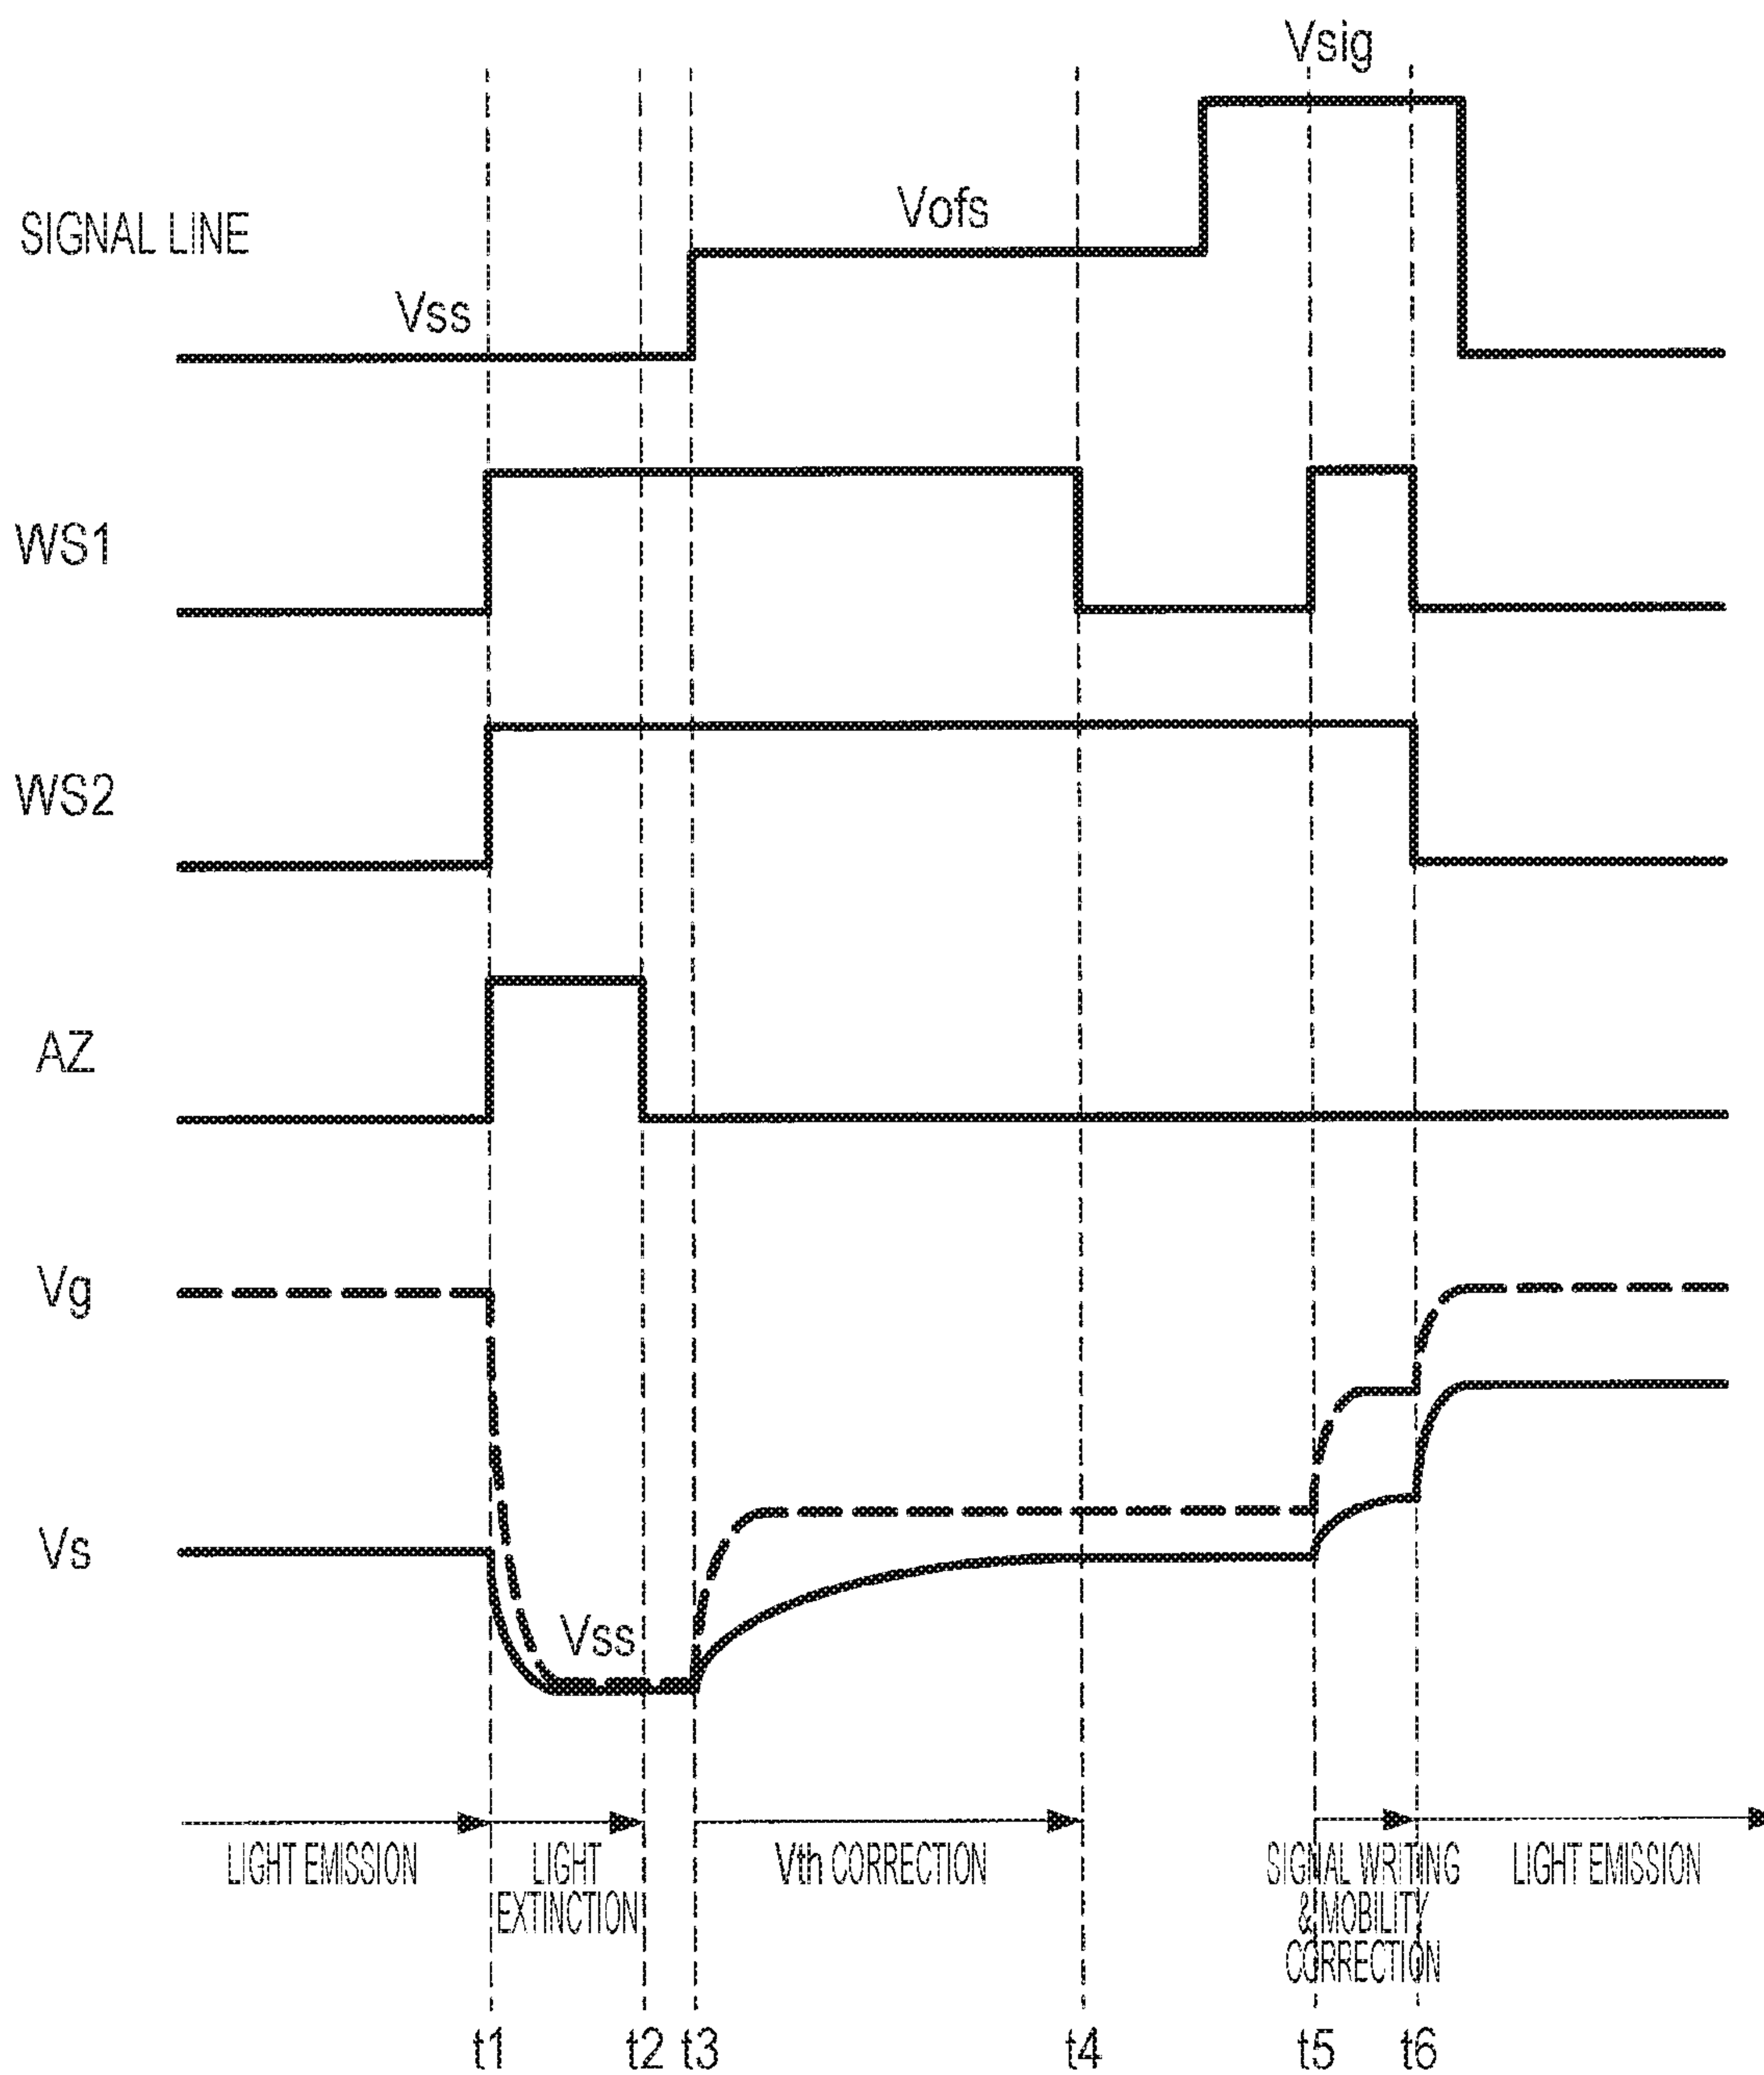 Vsig
Vofs
SIGNAL LINE
Vss
WS1
WS2
AZ
Vg
Vs
Vss
LIGHT EMISSION
LIGHT
EXTINCTION
Vth CORRECTION
SIGNAL WRITING
& MOBILITY
CORRECTION
LIGHT EMISSION
t1
t2
t3
t4
t5
t6